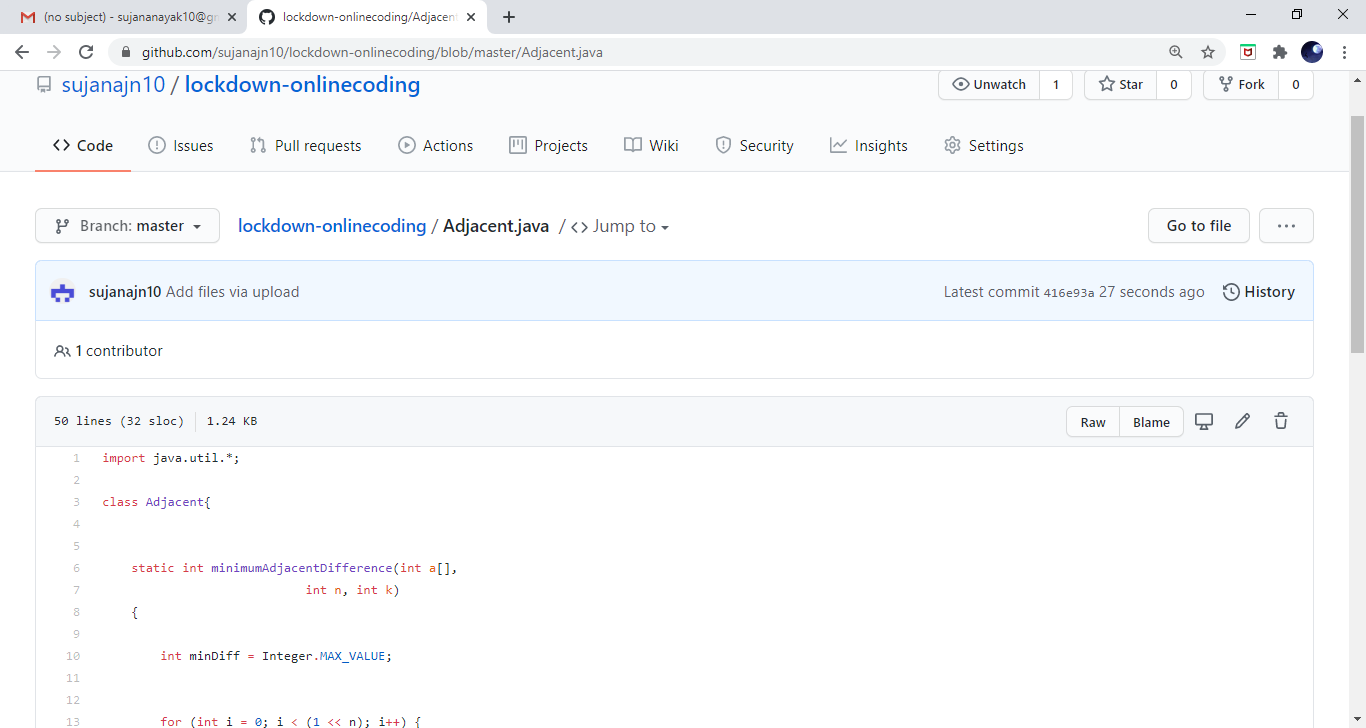 (no subject) - sujananayak10@gm
lockdown-onlinecoding/Adjacent
github.com/sujanajn10/lockdown-onlinecoding/blob/master/Adjacent.java
sujanajn10 / lockdown-onlinecoding
Unwatch 1 Star 0 Fork 0
Code Issues Pull requests Actions Projects Wiki Security Insights Settings
Branch: master lockdown-onlinecoding / Adjacent.java / <> Jump to Go to file ...
sujanajn10 Add files via upload Latest commit 416e93a 27 seconds ago History
1 contributor
50 lines (32 sloc) 1.24 KB Raw Blame
1 import java.util.*;
2
3 class Adjacent{
4
5
6 static int minimumAdjacentDifference(int a[],
7 int n, int k)
8 {
9
10 int minDiff = Integer.MAX_VALUE;
11
12
13 for (int i = 0; i < (1 << n); i++) {